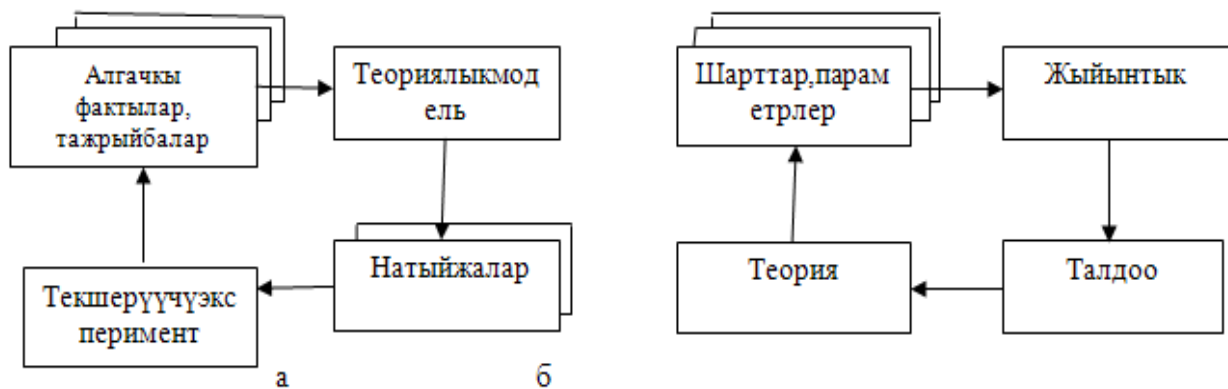 Алгачкы
фактылар,
тажрыйбалар
Теориялыкмод
ель
Натыйжалар
Текшерүүчүэкс
перимент
а
б
Шарттар,парам
етрлер
Жыйынтык
Талдоо
Теория